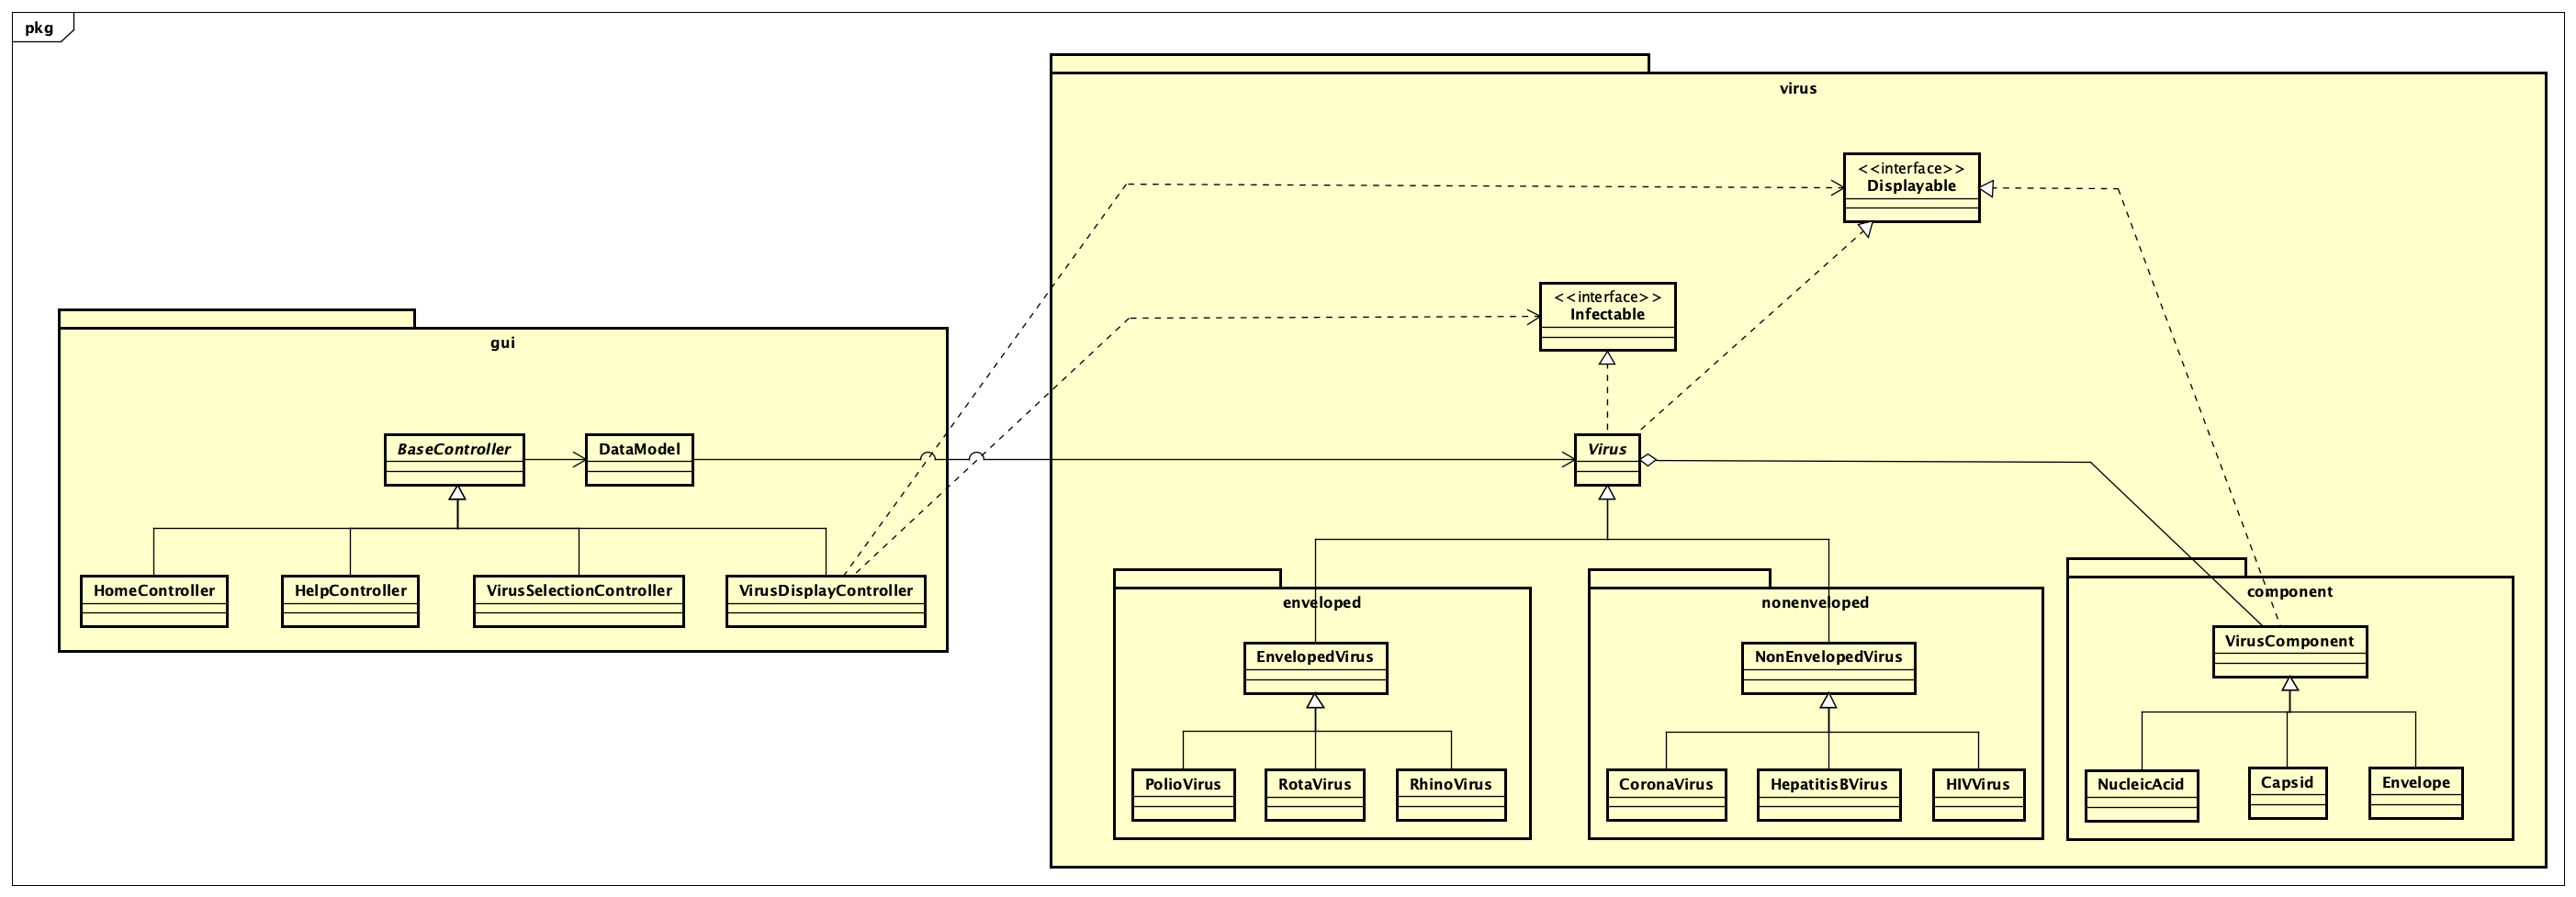 pkg
virus
<<interface>>
Displayable
<<interface>>
Infectable
gui
BaseController
DataModel
Virus
HomeController
HelpController
VirusSelectionController
VirusDisplayController
enveloped
nonenveloped
component
EnvelopedVirus
NonEnvelopedVirus
VirusComponent
PolioVirus
RotaVirus
RhinoVirus
CoronaVirus
HepatitisBVirus
HIVVirus
NucleicAcid
Capsid
Envelope